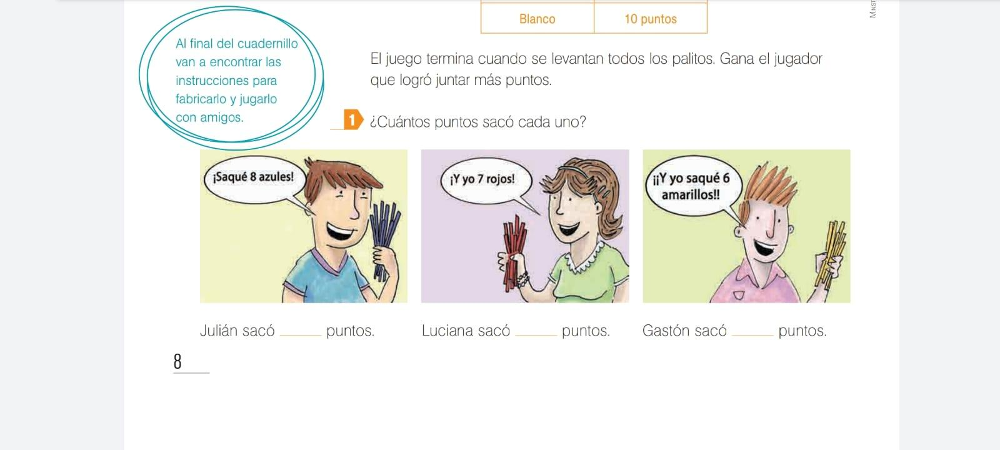 Blanco 10 puntos
MINIST
Al final del cuadernillo
van a encontrar las
instrucciones para
fabricarlo y jugarlo
con amigos.
El juego termina cuando se levantan todos los palitos. Gana el jugador
que logró juntar más puntos.
1 ¿Cuántos puntos sacó cada uno?
¡Saqué 8 azules!
¡Y yo 7 rojos!
¡¡Y yo saqué 6
amarillos!!
Julián sacó ______ puntos.
Luciana sacó ______ puntos.
Gastón sacó ______ puntos.
8